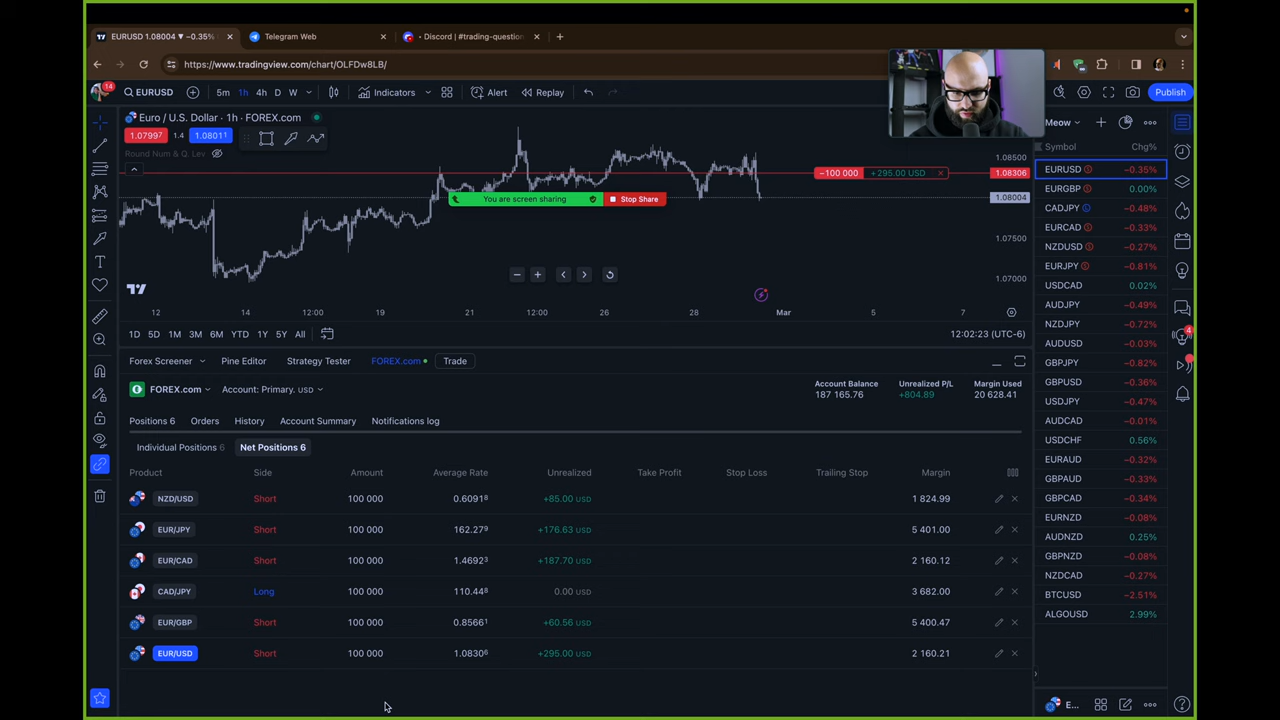 EURUSD 1.08004 ▼ −0.35%
Telegram Web
• Discord | #trading-question
https://www.tradingview.com/chart/OLFDw8LB/
14
EURUSD
5m
1h
4h
D
W
Indicators
Alert
Replay
Publish
Euro / U.S. Dollar · 1h · FOREX.com
1.07997
1.4
1.08011
Round Num & Q. Lev
You are screen sharing
Stop Share
−100 000
+295.00 USD
1.08500
1.08306
1.08004
1.07500
1.07000
12
12:00
14
19
21
12:00
26
28
Mar
5
7
1D
5D
1M
3M
6M
YTD
1Y
5Y
All
12:02:23 (UTC-6)
Forex Screener
Pine Editor
Strategy Tester
FOREX.com
Trade
FOREX.com
Account: Primary. USD
Account Balance
187 165.76
Unrealized P/L
+804.89
Margin Used
20 628.41
Positions 6
Orders
History
Account Summary
Notifications log
Individual Positions 6
Net Positions 6
Product Side Amount Average Rate Unrealized Take Profit Stop Loss Trailing Stop Margin
NZD/USD Short 100 000 0.60918 +85.00 USD 1 824.99
EUR/JPY Short 100 000 162.279 +176.63 USD 5 401.00
EUR/CAD Short 100 000 1.46923 +187.70 USD 2 160.12
CAD/JPY Long 100 000 110.448 0.00 USD 3 682.00
EUR/GBP Short 100 000 0.85661 +60.56 USD 5 400.47
EUR/USD Short 100 000 1.08306 +295.00 USD 2 160.21
Meow
Symbol Chg%
EURUSD −0.35%
EURGBP 0.00%
CADJPY −0.48%
EURCAD −0.33%
NZDUSD −0.27%
EURJPY −0.81%
USDCAD 0.02%
AUDJPY −0.49%
NZDJPY −0.72%
AUDUSD −0.03%
GBPJPY −0.82%
GBPUSD −0.36%
USDJPY −0.47%
AUDCAD −0.01%
USDCHF 0.56%
EURAUD −0.32%
GBPAUD −0.33%
GBPCAD −0.34%
EURNZD −0.08%
AUDNZD 0.25%
GBPNZD −0.08%
NZDCAD −0.27%
BTCUSD −2.51%
ALGOUSD 2.99%
E...
4